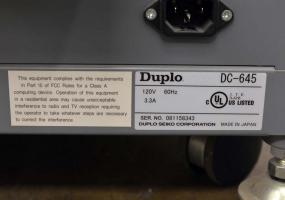 This equipment complies with the requirements
in Part 15 of FCC Rules for a Class A
computing device. Operation of this equipment
in a residential area may cause unacceptable
interference to radio and TV reception requiring
the operator to take whatever steps are necessary
to correct the interference.
Duplo DC-645
120V 60Hz
3.3A
C UL US LISTED
SER. NO. 081156343
DUPLO SEIKO CORPORATION MADE IN JAPAN